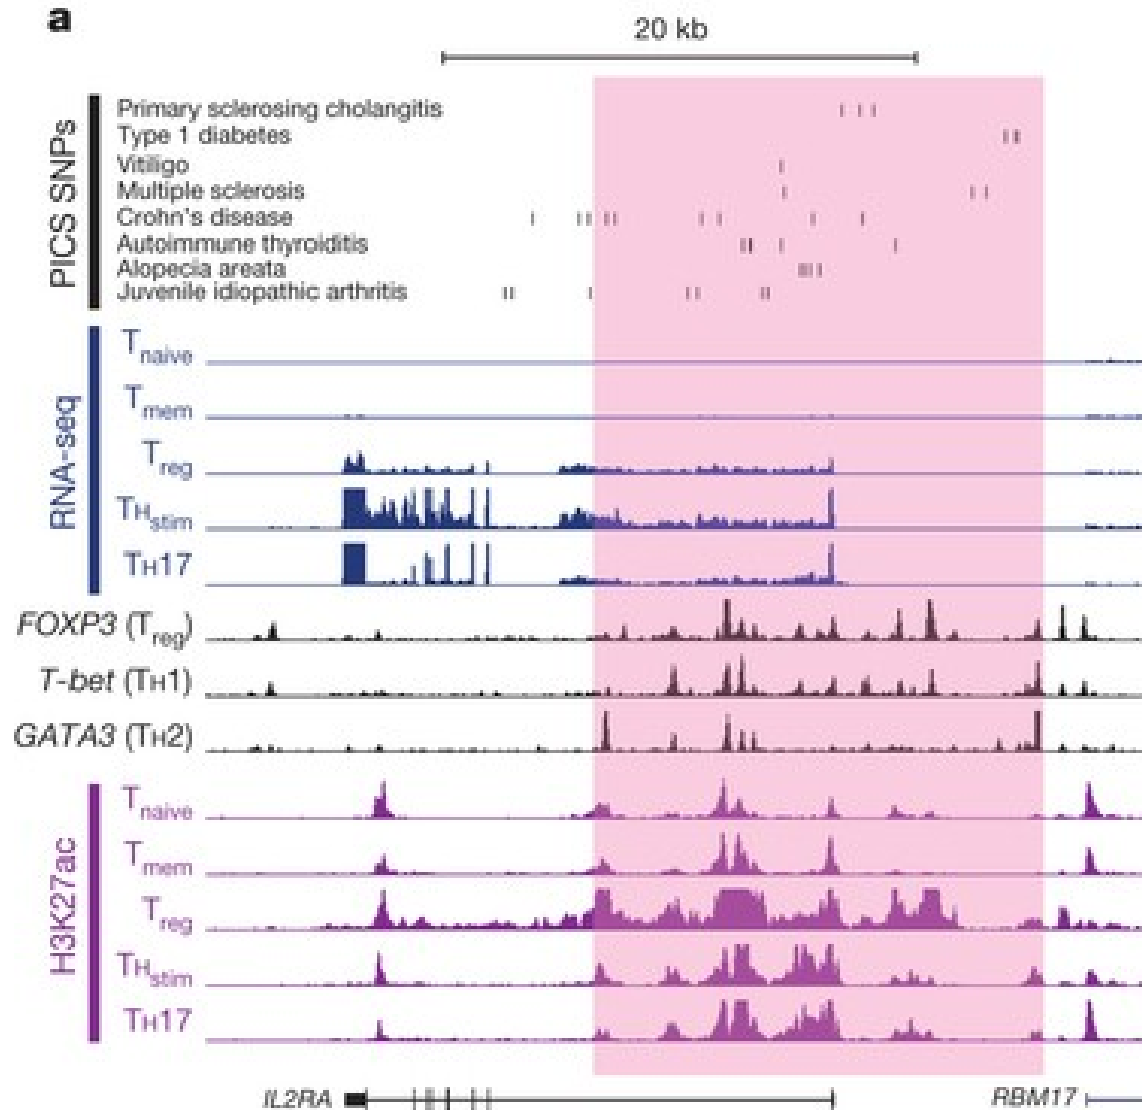 a
20 kb
PICS SNPs
Primary sclerosing cholangitis
Type 1 diabetes
Vitiligo
Multiple sclerosis
Crohn's disease
Autoimmune thyroiditis
Alopecia areata
Juvenile idiopathic arthritis
RNA-seq
Tnaive
Tmem
Treg
THstim
TH17
FOXP3 (Treg)
T-bet (TH1)
GATA3 (TH2)
H3K27ac
Tnaive
Tmem
Treg
THstim
TH17
IL2RA
RBM17